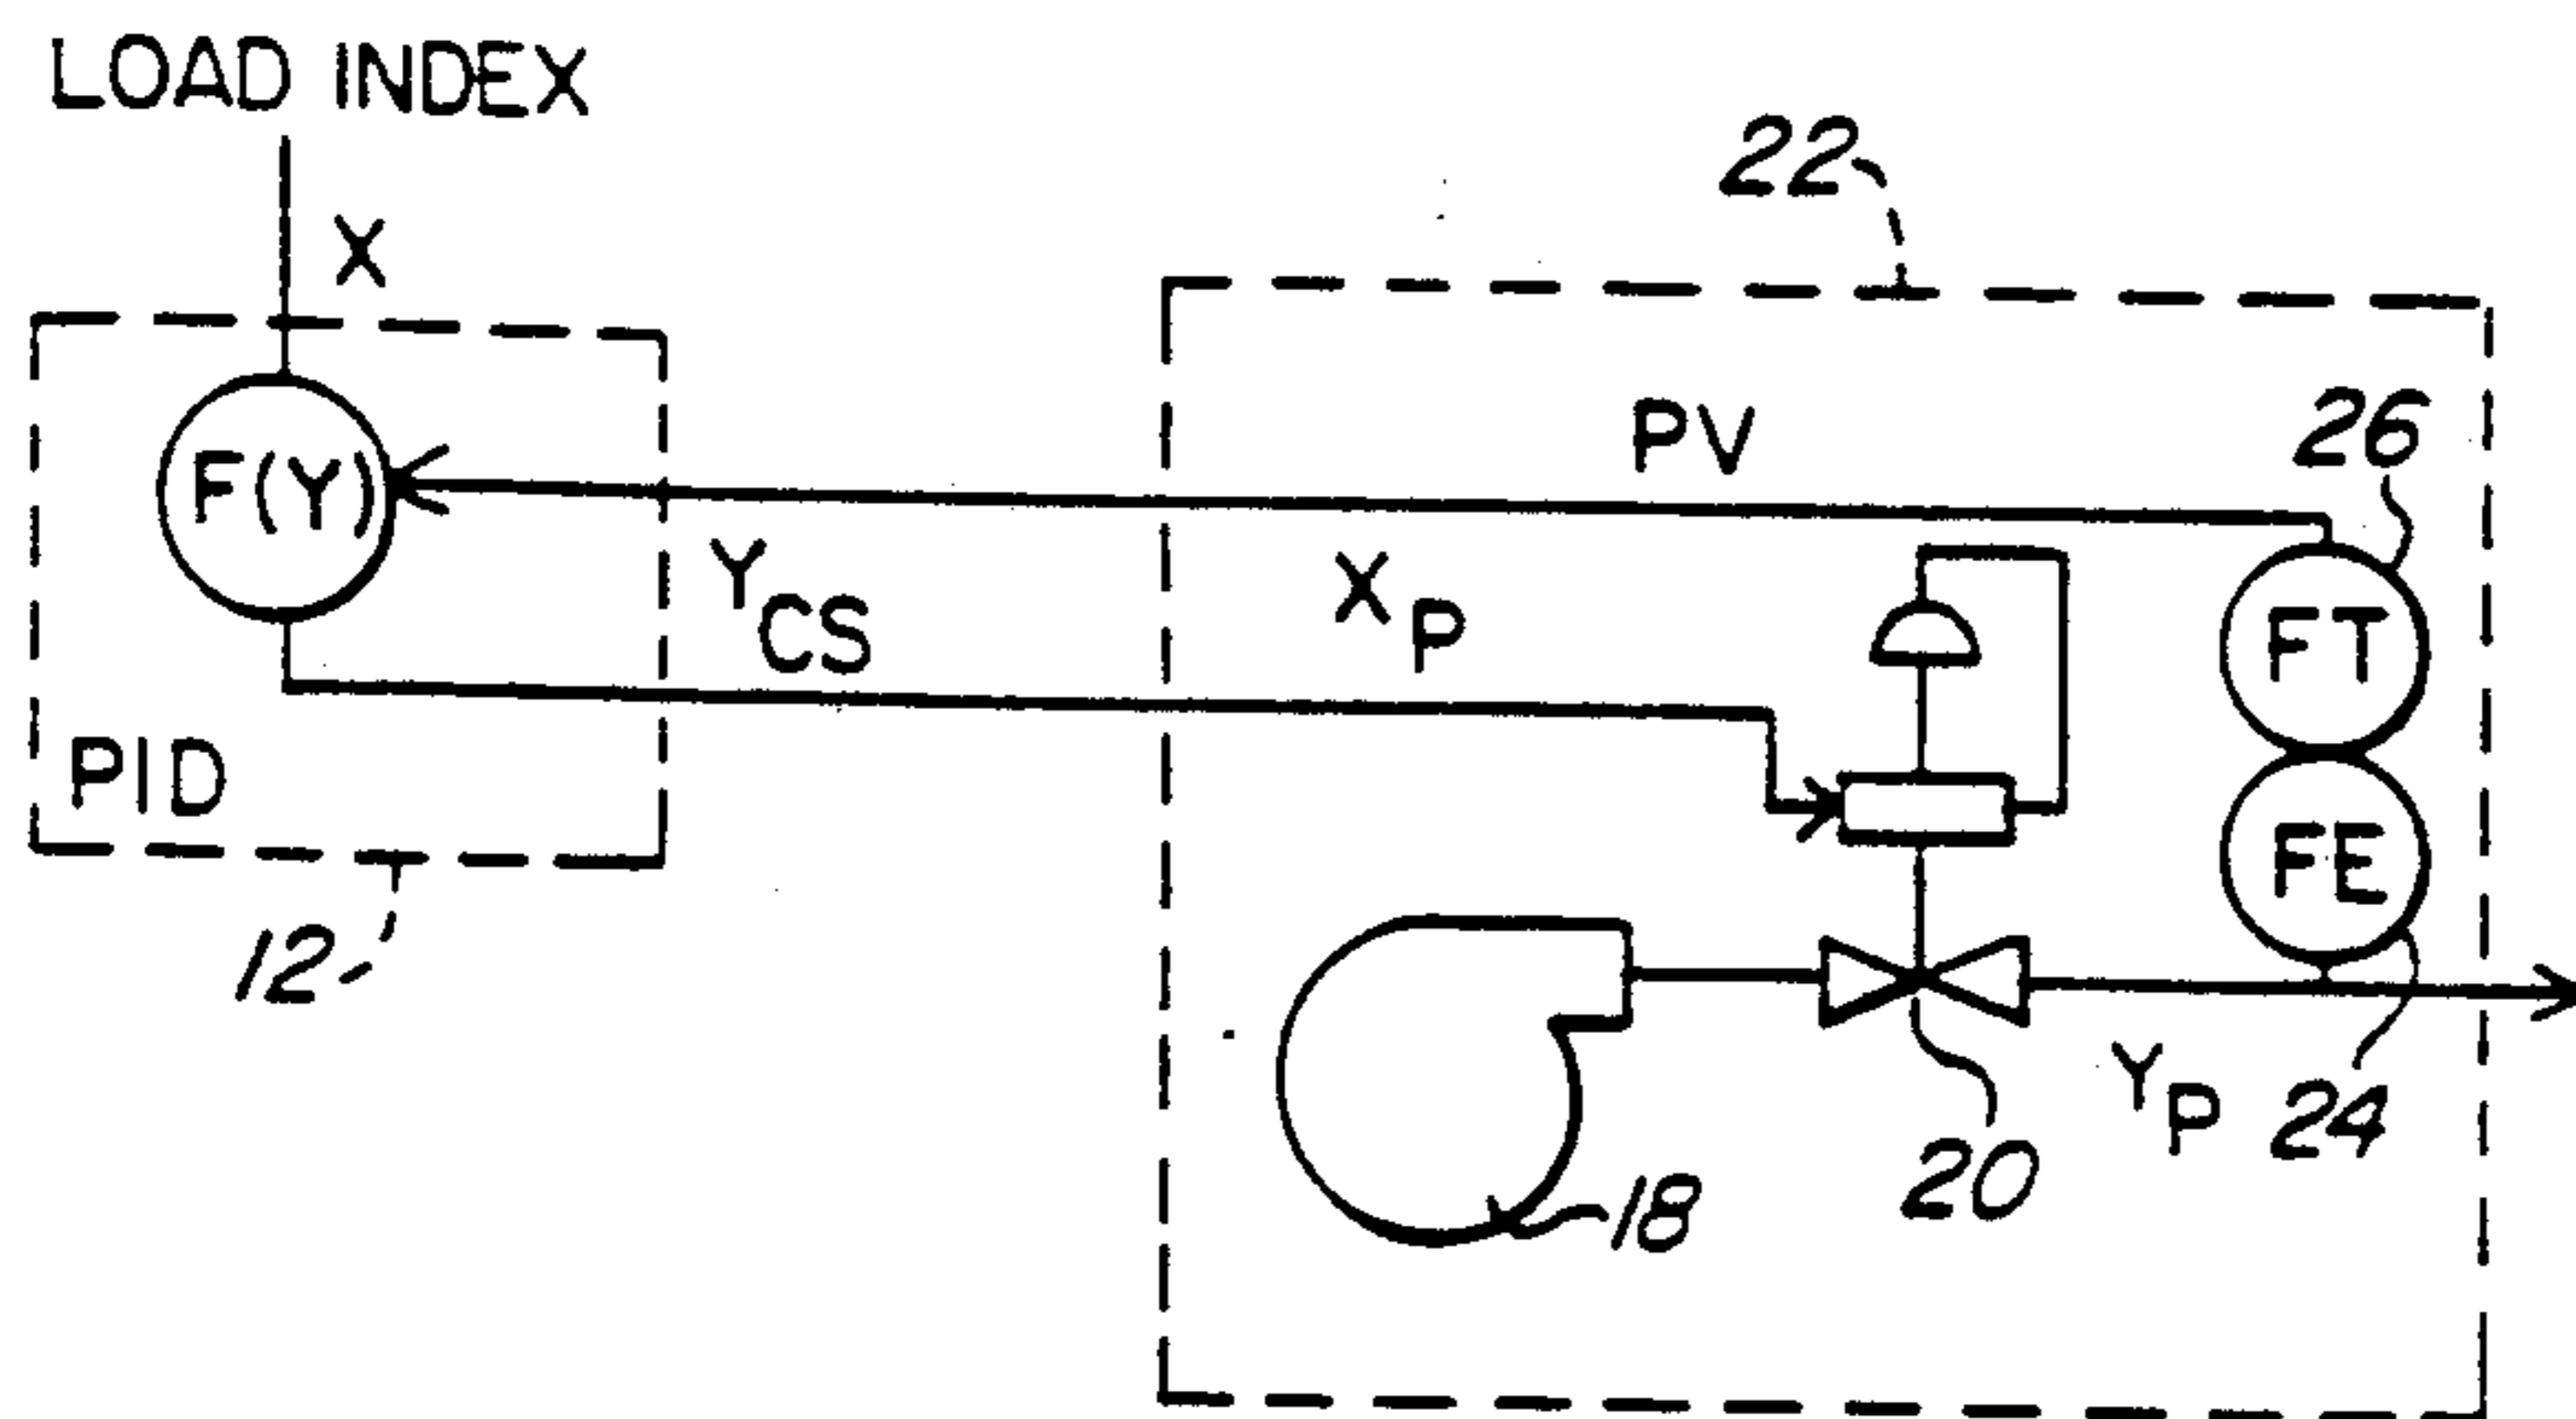 LOAD INDEX
X
22
PV
26
F(Y)
Y CS
X P
FT
PID
FE
12
Y P
24
20
18